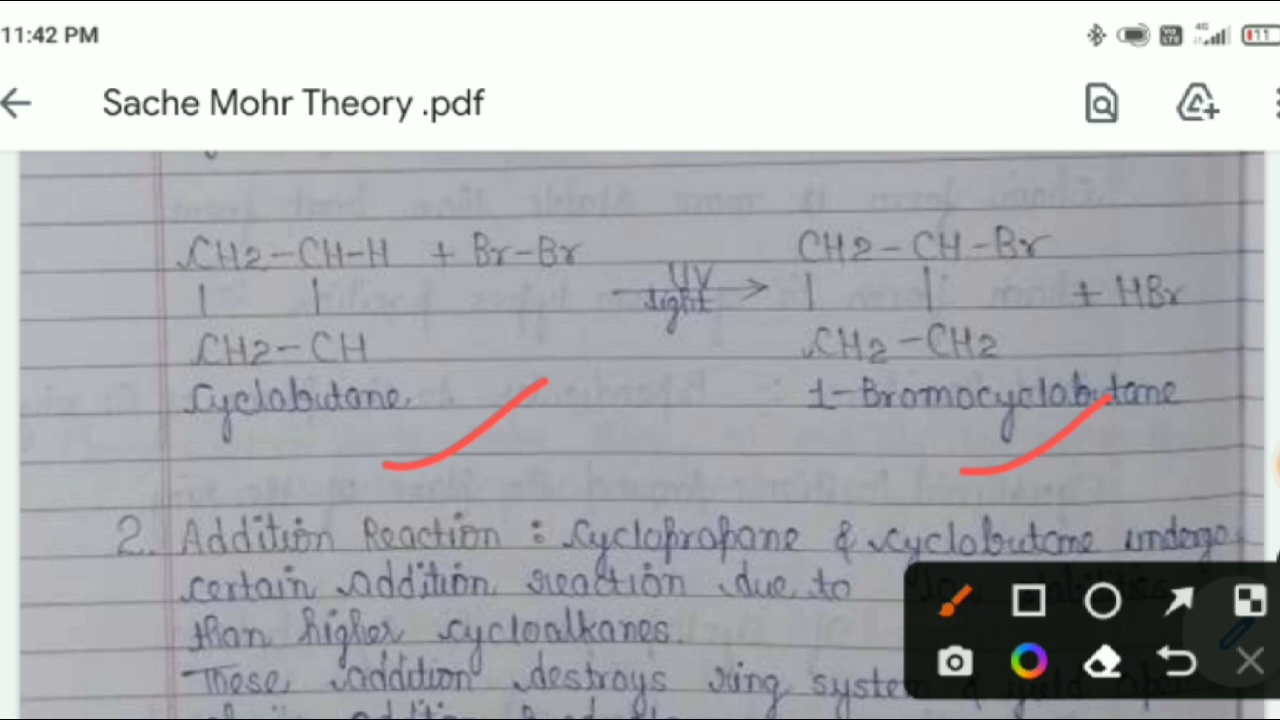 11:42 PM 4G 11
Sache Mohr Theory .pdf
CH2-CH-H + Br-Br UV light CH2-CH-Br
+ HBr
CH2-CH CH2-CH2
Cyclobutane 1-Bromocyclobutane
2. Addition Reaction : Cyclopropane & cyclobutane undergo
certain addition reaction due to
than higher cycloalkanes.
These addition destroys ring system &